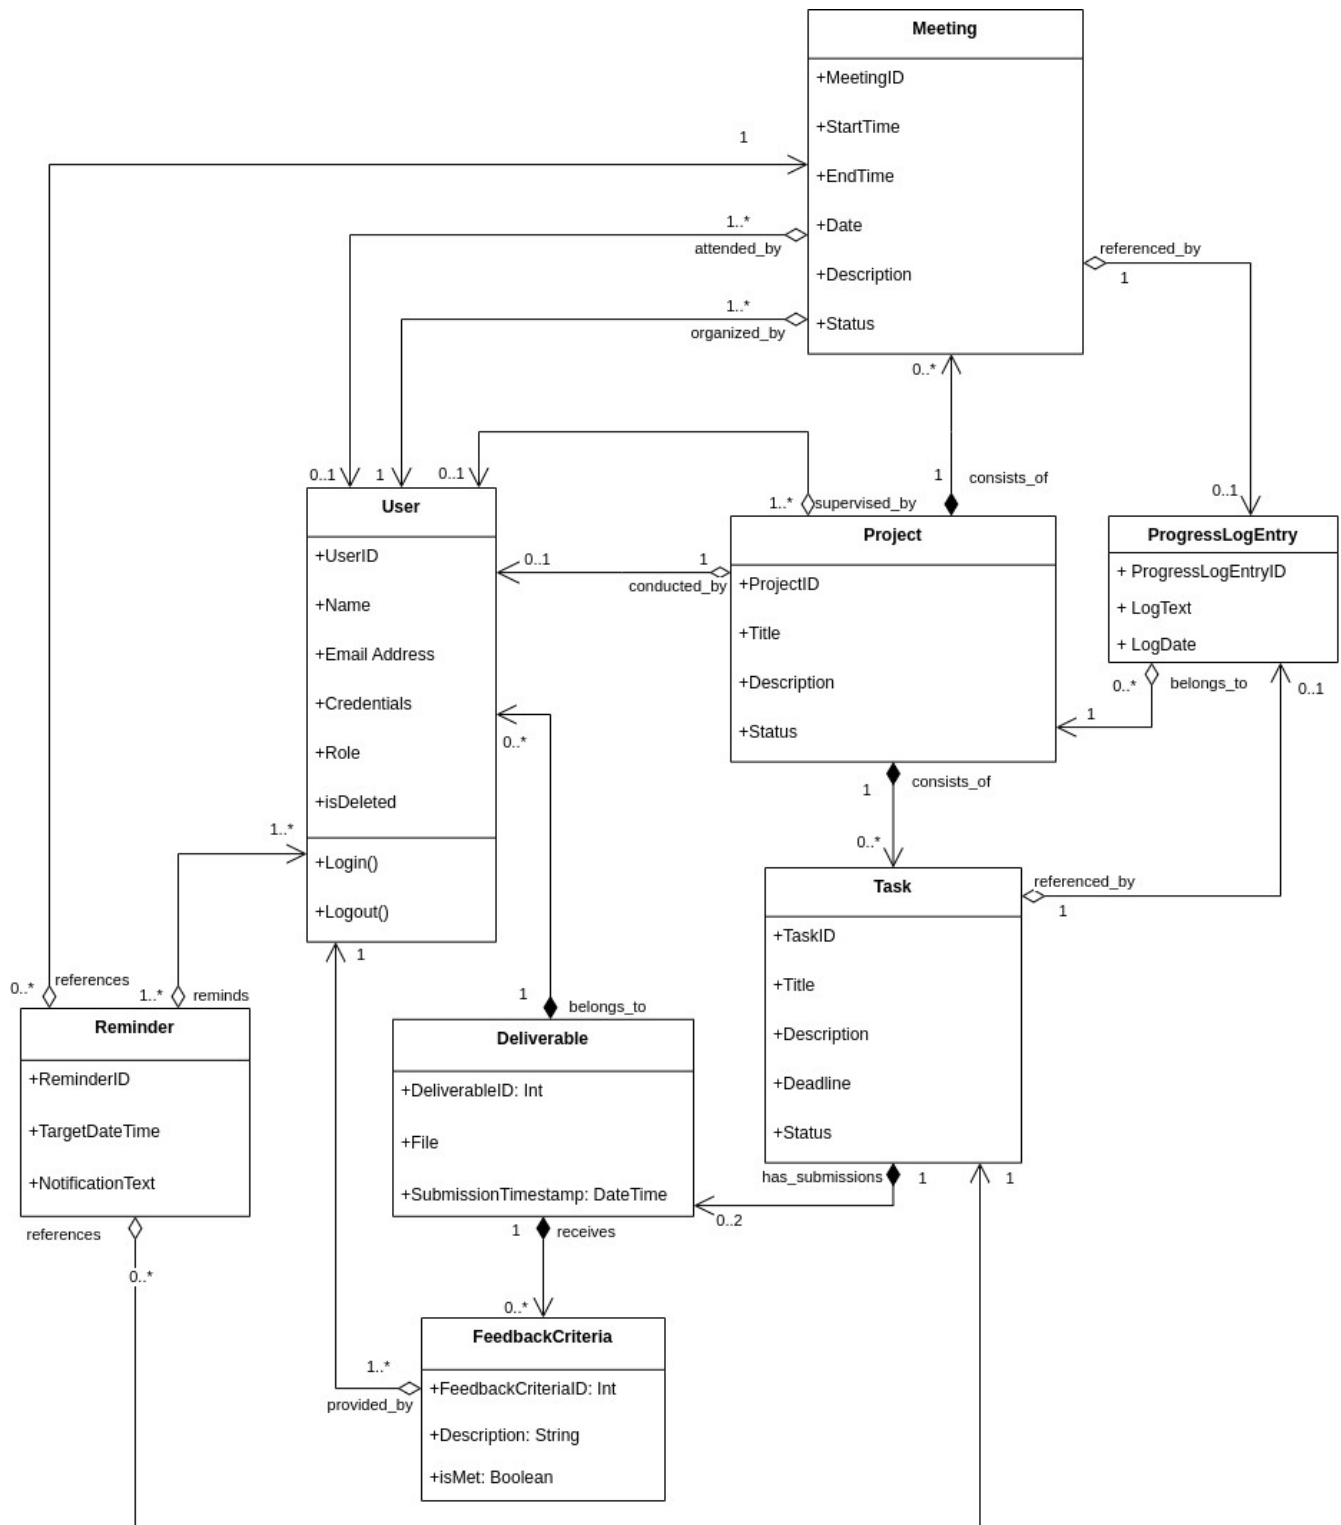 Meeting
+MeetingID
+StartTime
+EndTime
+Date
+Description
+Status
1
1..*
attended_by
1..*
organized_by
referenced_by
1
0..*
0..1
1
0..1
1
consists_of
0..1
1..*
supervised_by
User
+UserID
+Name
+Email Address
+Credentials
+Role
+isDeleted
+Login()
+Logout()
Project
+ProjectID
+Title
+Description
+Status
0..1
1
conducted_by
ProgressLogEntry
+ ProgressLogEntryID
+ LogText
+ LogDate
0..*
belongs_to
0..1
1
0..*
1
consists_of
0..*
1..*
Task
+TaskID
+Title
+Description
+Deadline
+Status
referenced_by
1
1
0..*
references
1..*
reminds
1
belongs_to
Reminder
+ReminderID
+TargetDateTime
+NotificationText
Deliverable
+DeliverableID: Int
+File
+SubmissionTimestamp: DateTime
has_submissions
1
1
0..2
references
0..*
1
receives
0..*
FeedbackCriteria
+FeedbackCriteriaID: Int
+Description: String
+isMet: Boolean
1..*
provided_by